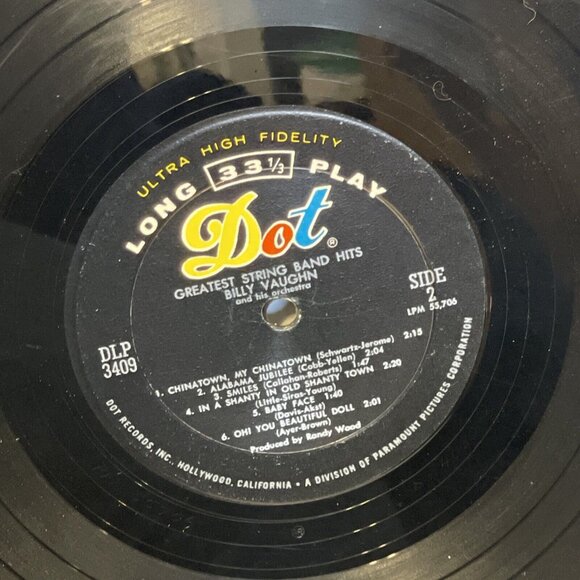 ULTRA HIGH FIDELITY
LONG 33 1/3 PLAY
Dot ®
GREATEST STRING BAND HITS
BILLY VAUGHN
and his orchestra
SIDE
2
LPM 55,706
DLP
3409
1. CHINATOWN, MY CHINATOWN (Schwartz-Jerome) 2:15
2. ALABAMA JUBILEE (Cobb-Yellen) 2:04
3. SMILES (Callahan-Roberts) 1:47
4. IN A SHANTY IN OLD SHANTY TOWN 2:20
(Little-Siras-Young)
5. BABY FACE 1:40
(Davis-Akst)
6. OH! YOU BEAUTIFUL DOLL 2:01
(Ayer-Brown)
Produced by Randy Wood
DOT RECORDS, INC., HOLLYWOOD, CALIFORNIA • A DIVISION OF PARAMOUNT PICTURES CORPORATION